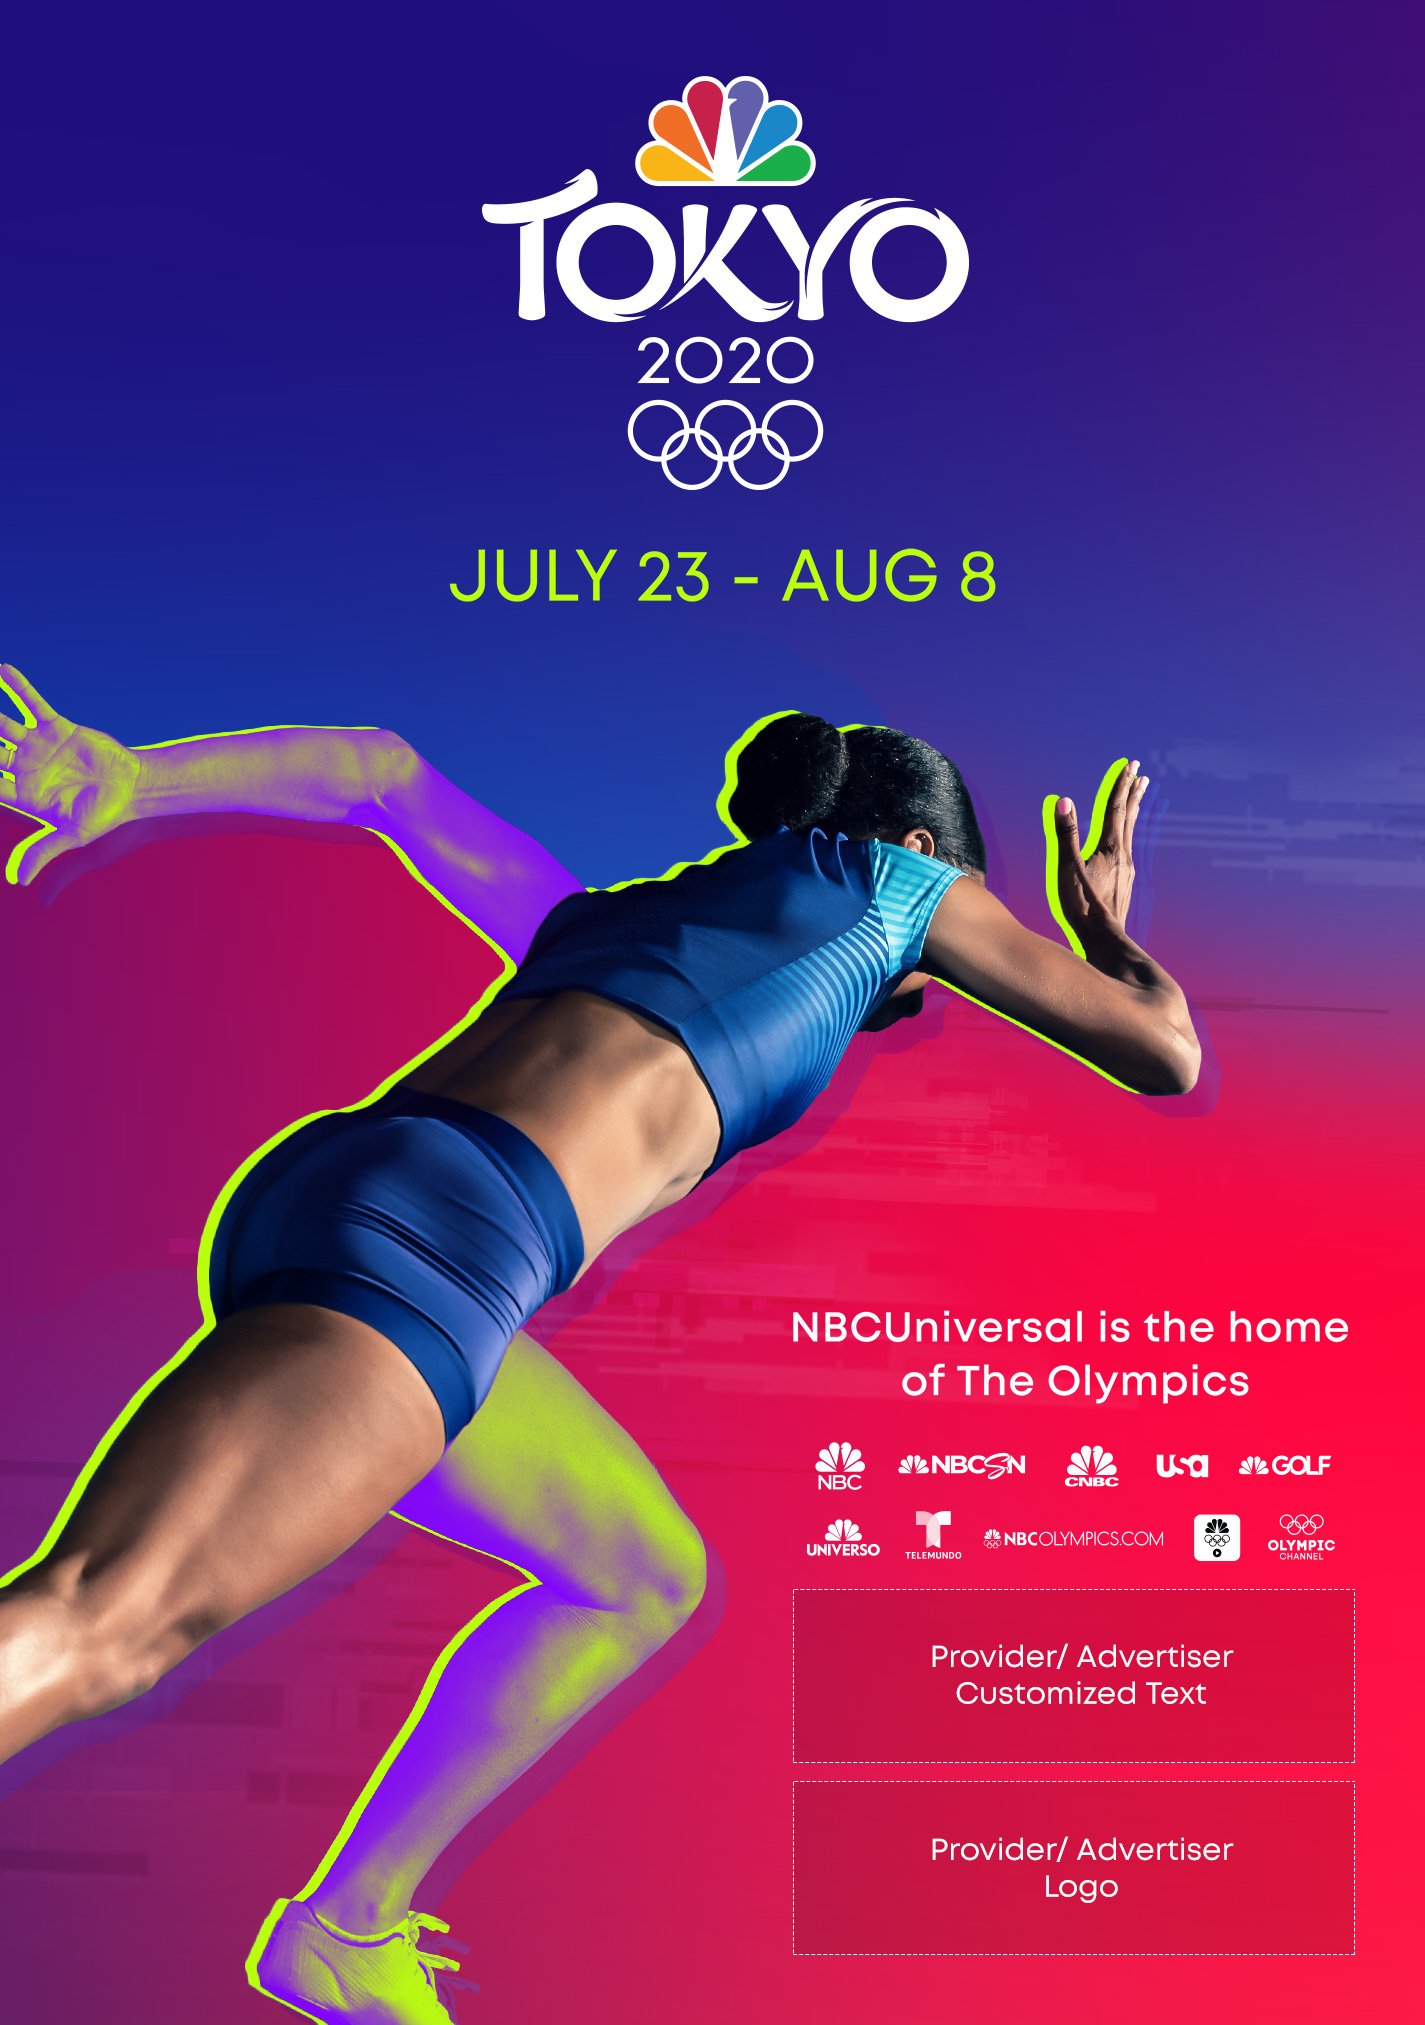 TOKYO
2020
JULY 23 - AUG 8
NBCUniversal is the home
of The Olympics
NBC NBCSN CNBC USA GOLF
UNIVERSO TELEMUNDO NBCOLYMPICS.COM OLYMPIC CHANNEL
Provider/ Advertiser
Customized Text
Provider/ Advertiser
Logo